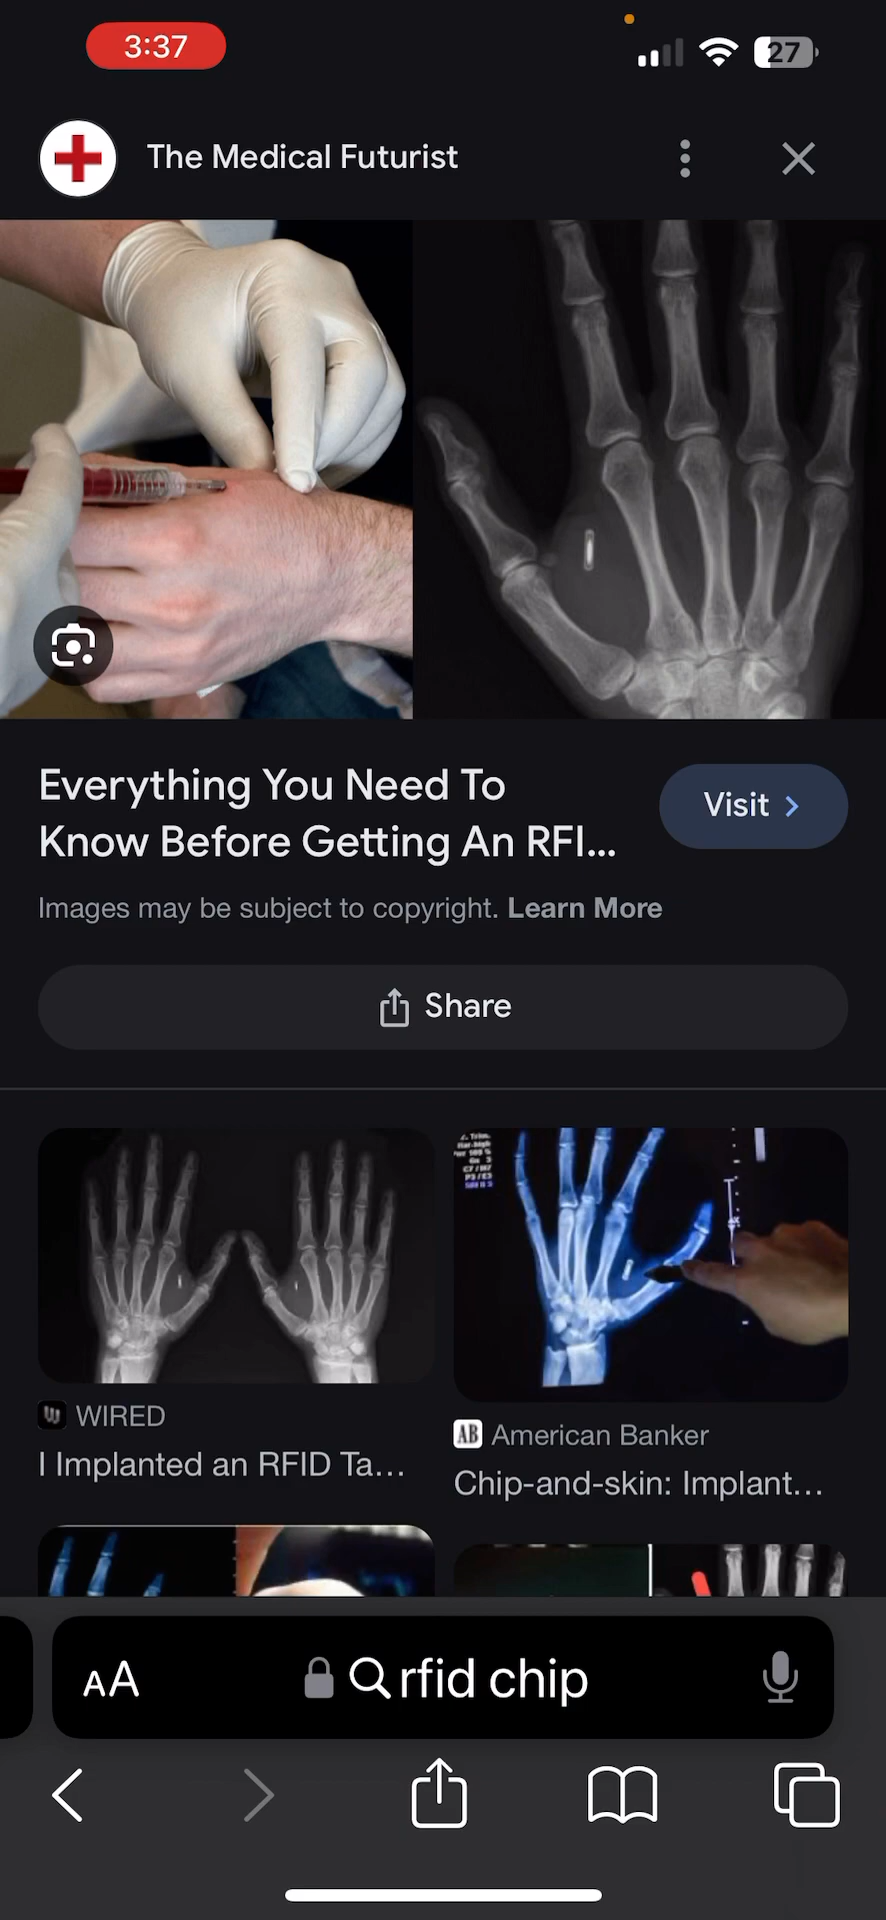 3:37
27
The Medical Futurist
Everything You Need To
Know Before Getting An RFI...
Visit
Images may be subject to copyright. Learn More
Share
WIRED
I Implanted an RFID Ta...
AB American Banker
Chip-and-skin: Implant...
AA
rfid chip